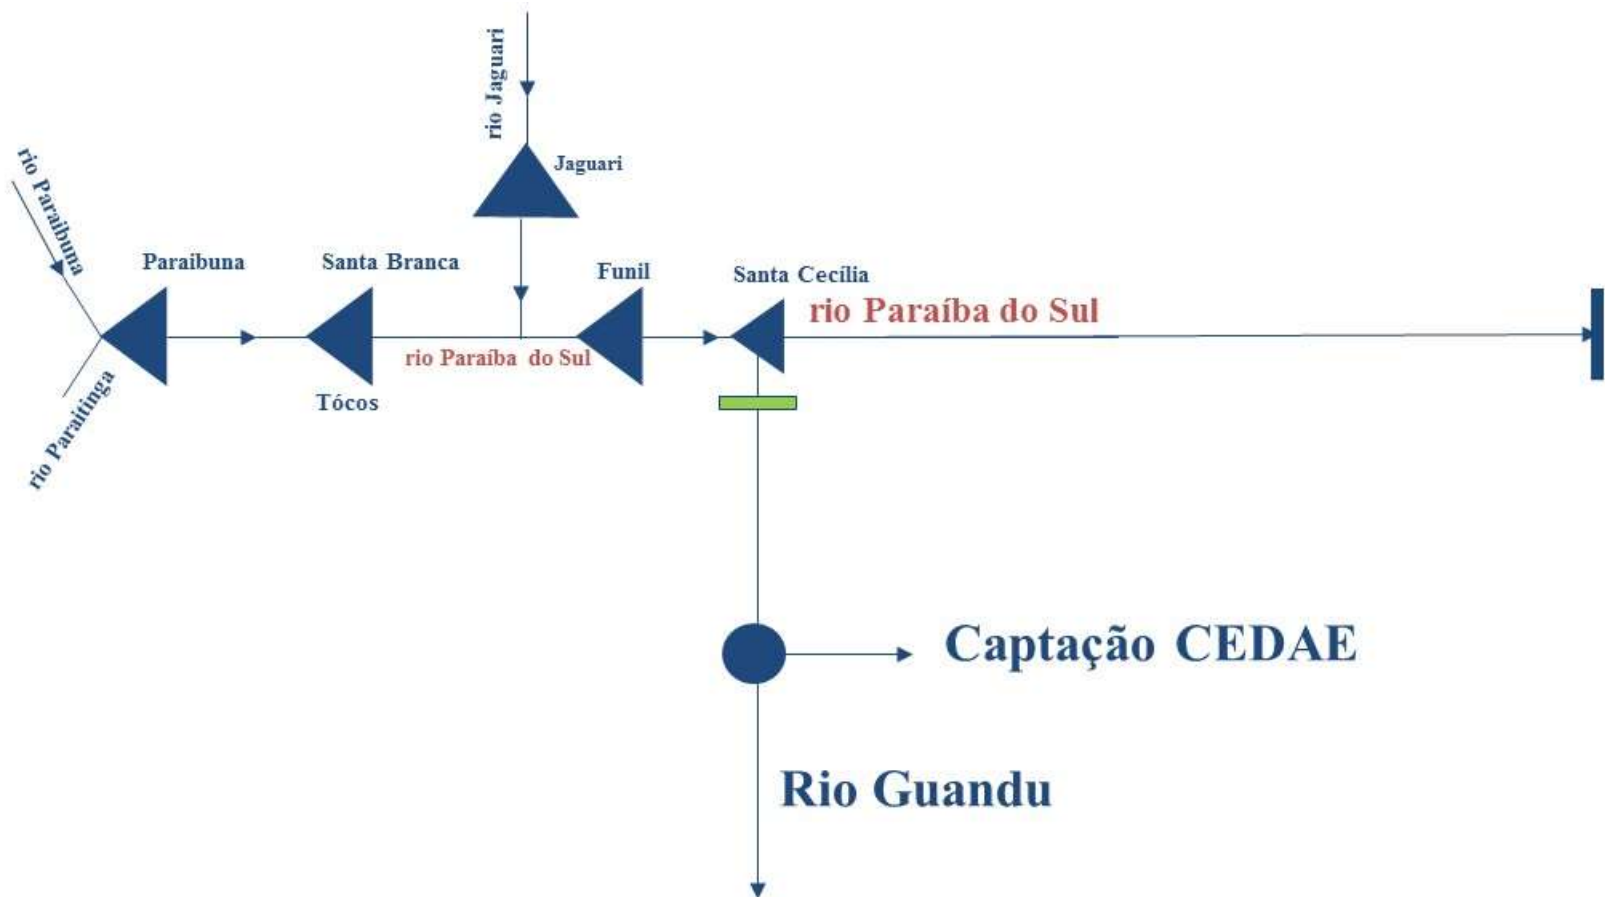 rio Jaguari
Jaguari
rio Paraibuna
Paraibuna
Santa Branca
Funil
Santa Cecília
rio Paraíba do Sul
rio Paraíba do Sul
rio Paraitinga
Tócos
Captação CEDAE
Rio Guandu